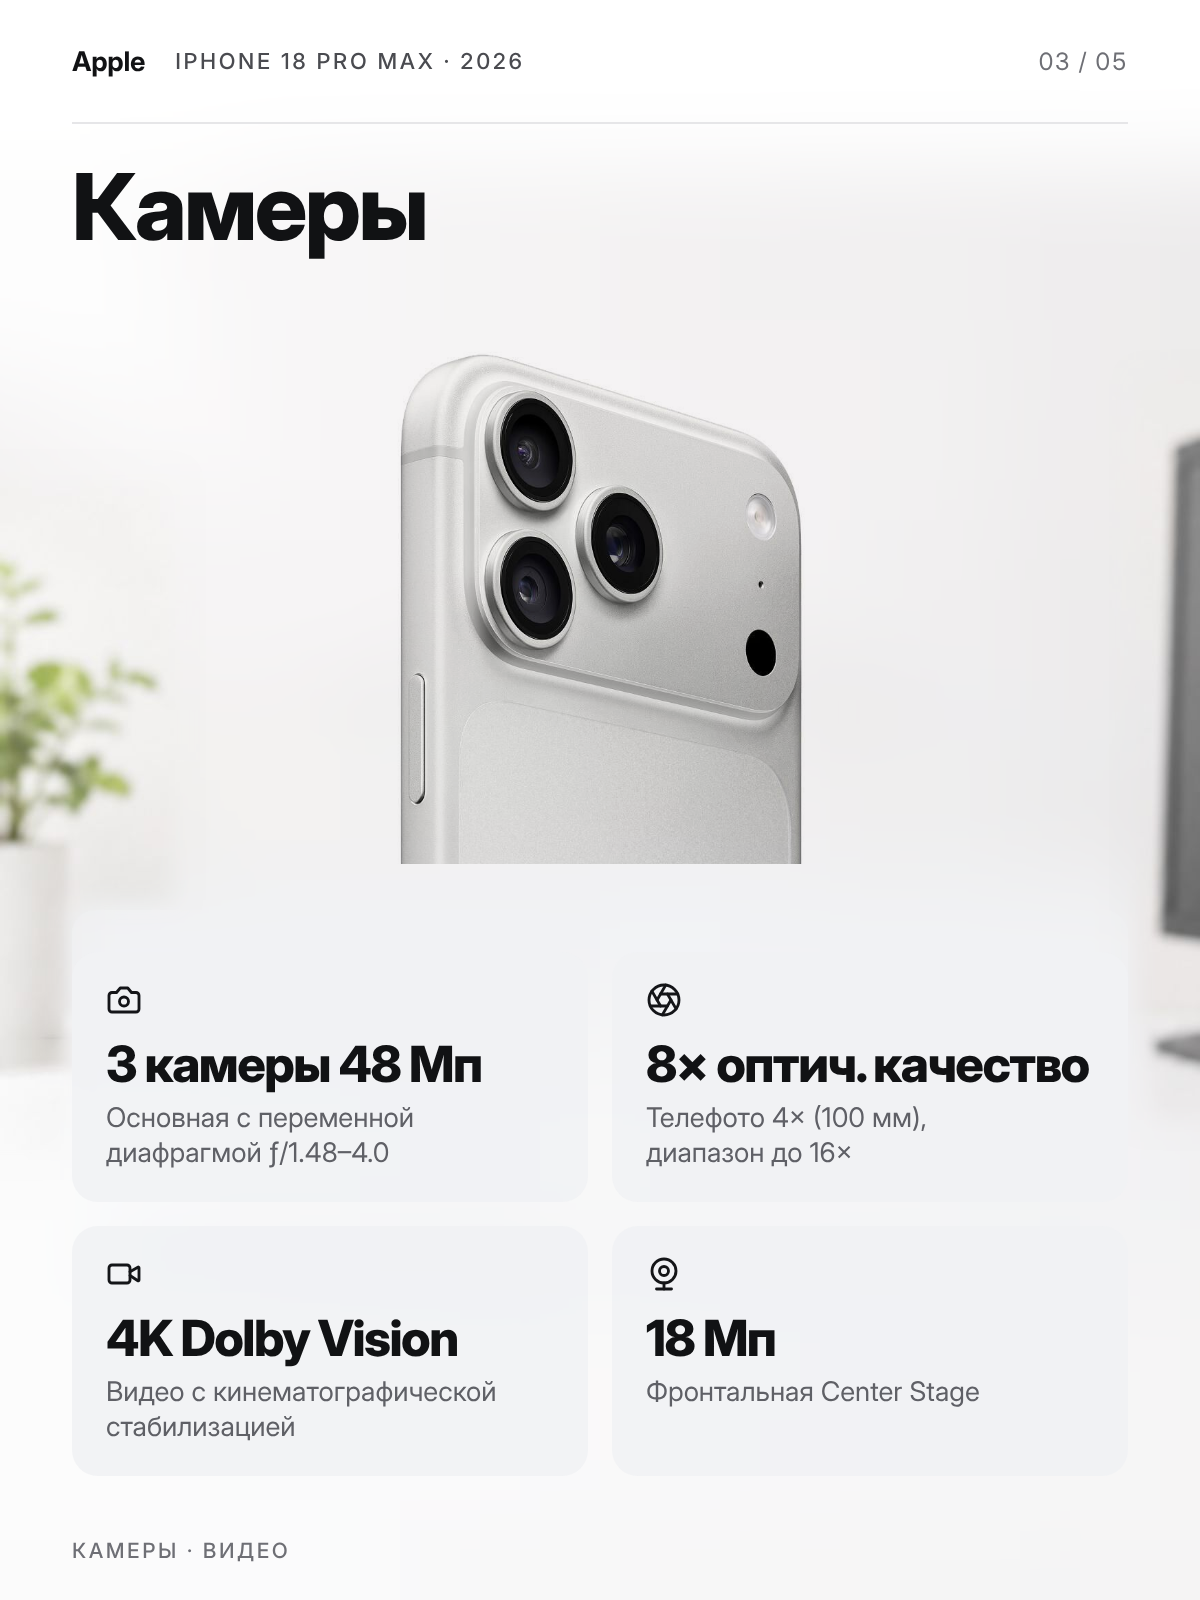 Apple IPHONE 18 PRO MAX · 2026 03 / 05
Камеры
3 камеры 48 Мп
Основная с переменной
диафрагмой ƒ/1.48–4.0
8× оптич. качество
Телефото 4× (100 мм),
диапазон до 16×
4K Dolby Vision
Видео с кинематографической
стабилизацией
18 Мп
Фронтальная Center Stage
КАМЕРЫ · ВИДЕО